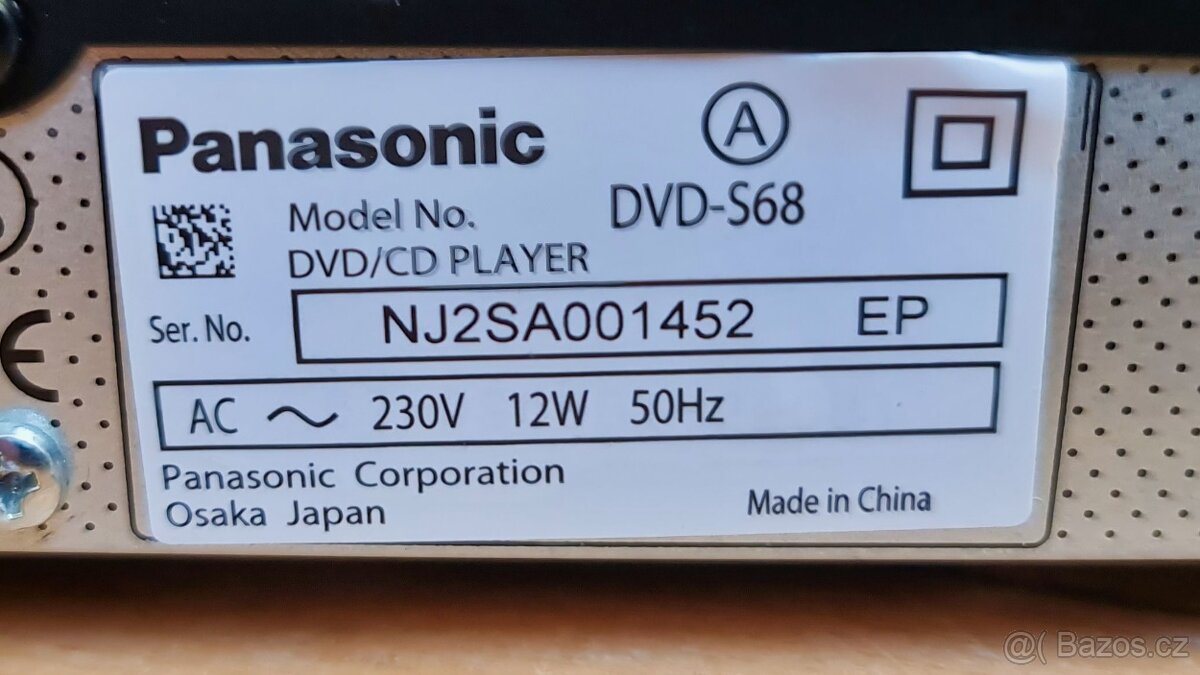 Panasonic
A
Model No. DVD-S68
DVD/CD PLAYER
Ser. No. NJ2SA001452 EP
AC ~ 230V 12W 50Hz
Panasonic Corporation
Osaka Japan
Made in China
CE
@( Bazos.cz